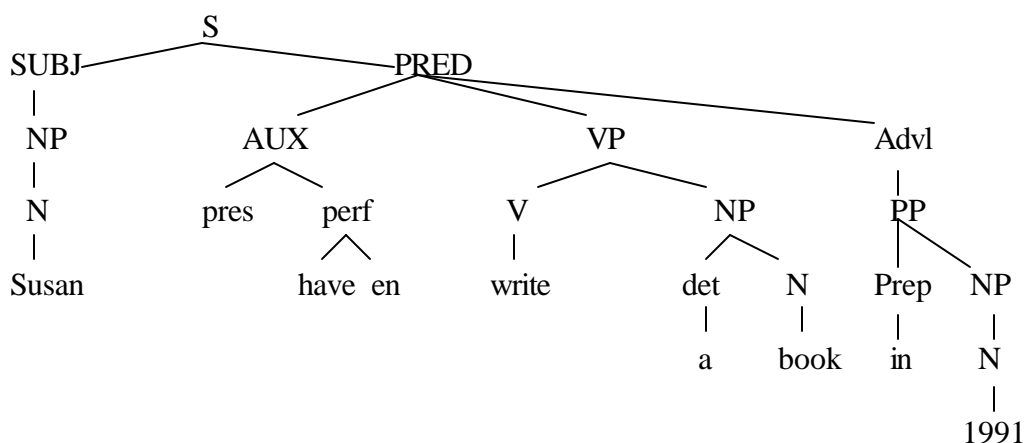 S
SUBJ PRED
NP AUX VP Advl
N pres perf V NP PP
Susan have en write det N Prep NP
a book in N
1991